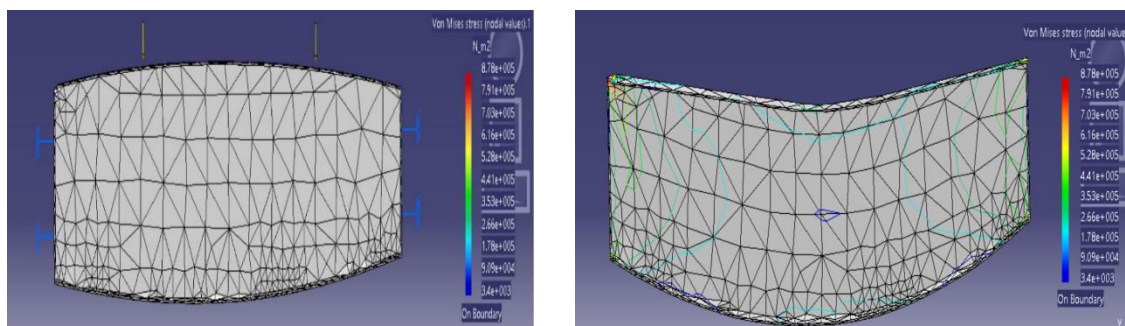 Von Mises stress (nodal values).1
N_m2
8.78e+005
7.91e+005
7.03e+005
6.16e+005
5.28e+005
4.41e+005
3.53e+005
2.66e+005
1.78e+005
9.09e+004
3.4e+003
On Boundary
Von Mises stress (nodal value
N_m2
8.78e+005
7.91e+005
7.03e+005
6.16e+005
5.28e+005
4.41e+005
3.53e+005
2.66e+005
1.78e+005
9.09e+004
3.4e+003
On Boundary
y